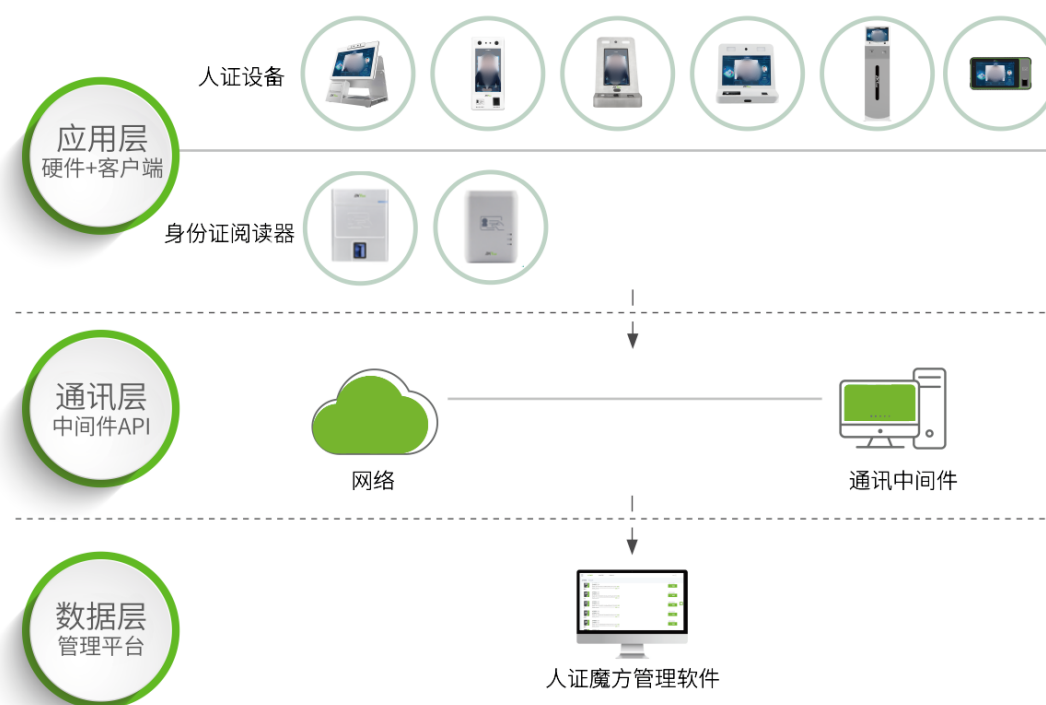 人证设备
应用层
硬件+客户端
身份证阅读器
通讯层
中间件API
网络
通讯中间件
数据层
管理平台
人证魔方管理软件